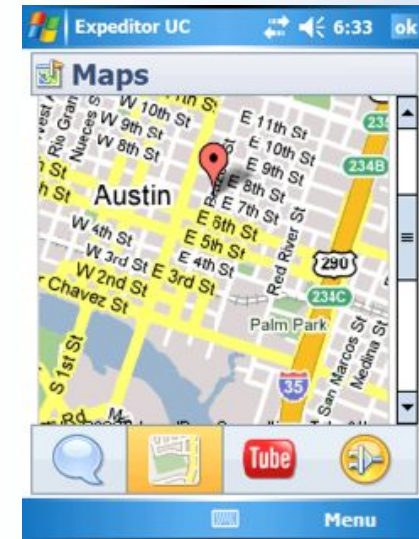 Expeditor UC 6:33 ok
Maps
W 10th St
E 11th St
W 9th St
E 10th St
W 8th St
E 9th St
234B
E 8th St
Rio Gran
Nueces S
Austin
E 7th St
E 6th St
W 4th St
E 5th St
Red River St
W 3rd St
E 4th St
290
W 2nd St
E 3rd St
234C
Chavez St
Palm Park
S 1st St
35
San Marcos St
Medina St
Tube
Menu